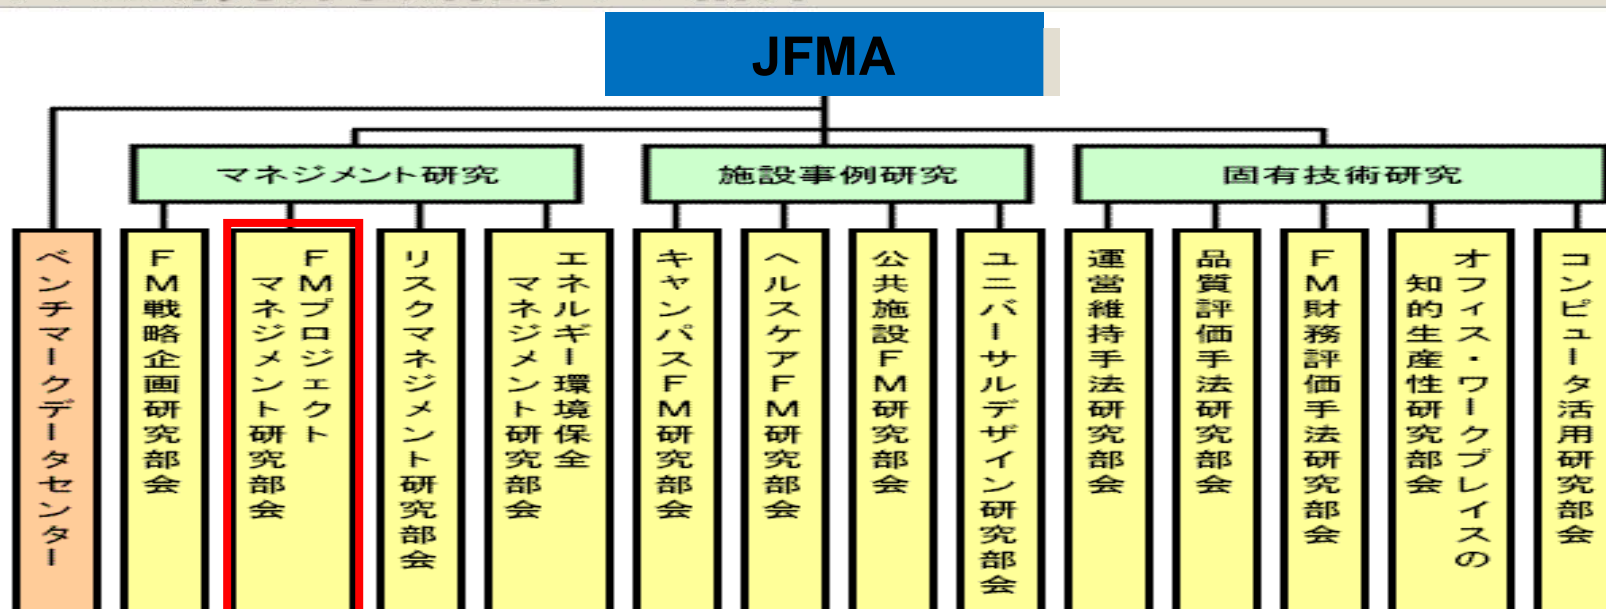 JFMA
マネジメント研究
施設事例研究
固有技術研究
ベンチマークデータセンター
FM戦略企画研究部会
FMプロジェクト
マネジメント研究部会
リスクマネジメント研究部会
エネルギー環境保全
マネジメント研究部会
キャンパスFM研究部会
ヘルスケアFM研究部会
公共施設FM研究部会
ユニバーサルデザイン研究部会
運営維持手法研究部会
品質評価手法研究部会
FM財務評価手法研究部会
オフィス・ワークプレイスの
知的生産性研究部会
コンピュータ活用研究部会